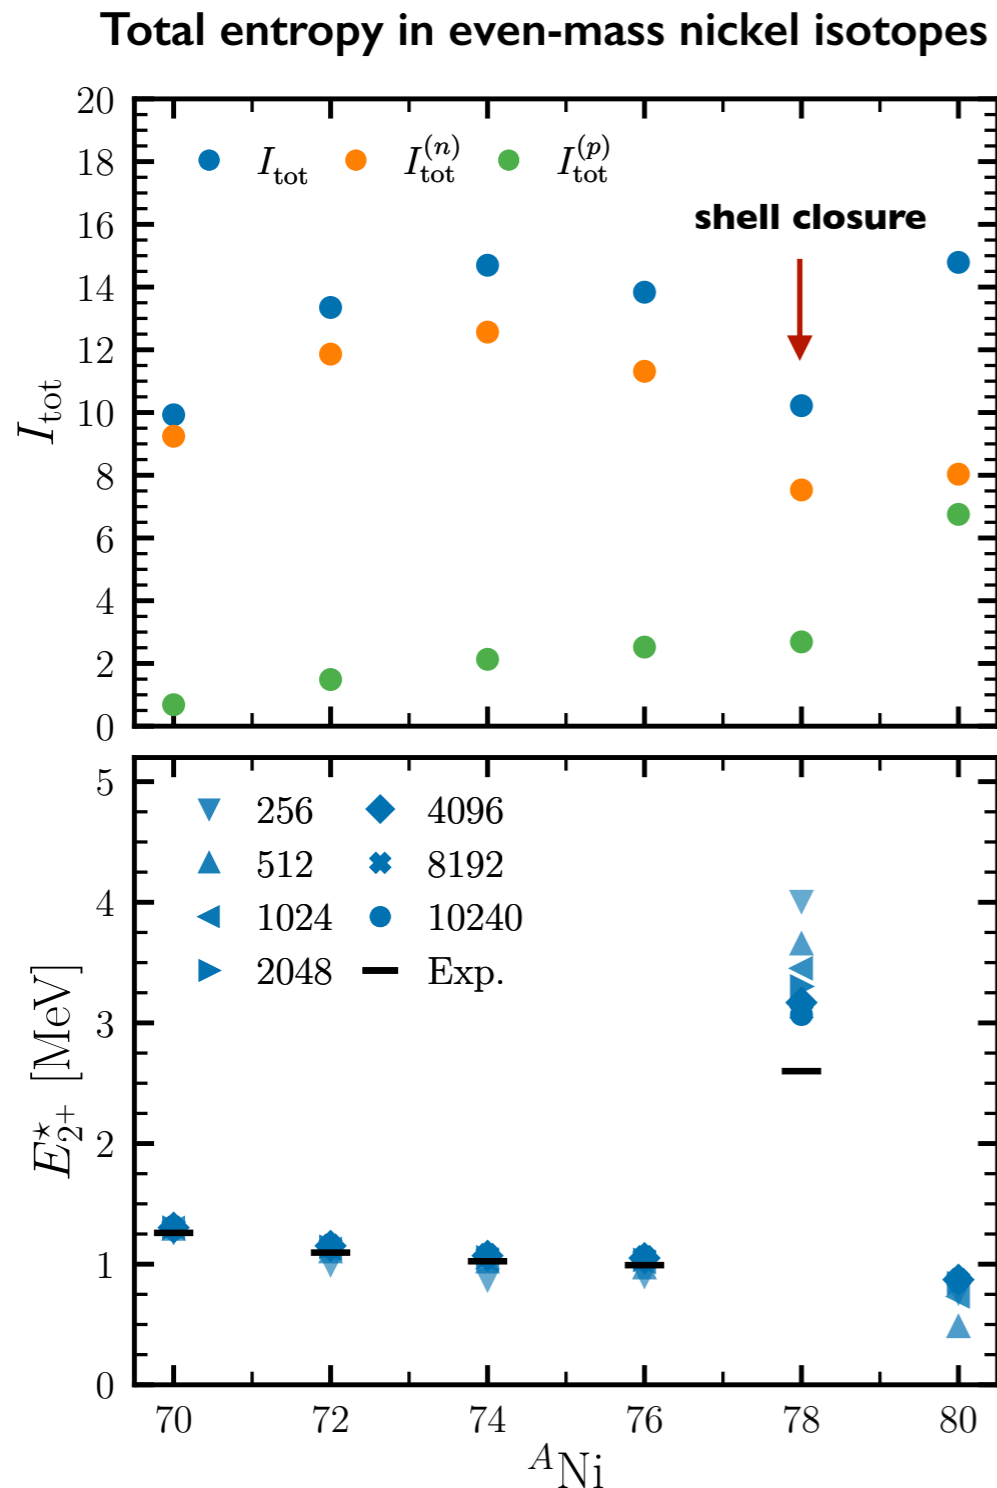 Total entropy in even-mass nickel isotopes
20
18
16
14
12
10
8
6
4
2
0
I_tot
I_tot I_tot^(n) I_tot^(p)
shell closure
5
4
3
2
1
0
E^⋆_2+ [MeV]
256 4096
512 8192
1024 10240
2048 Exp.
70 72 74 76 78 80
^A Ni